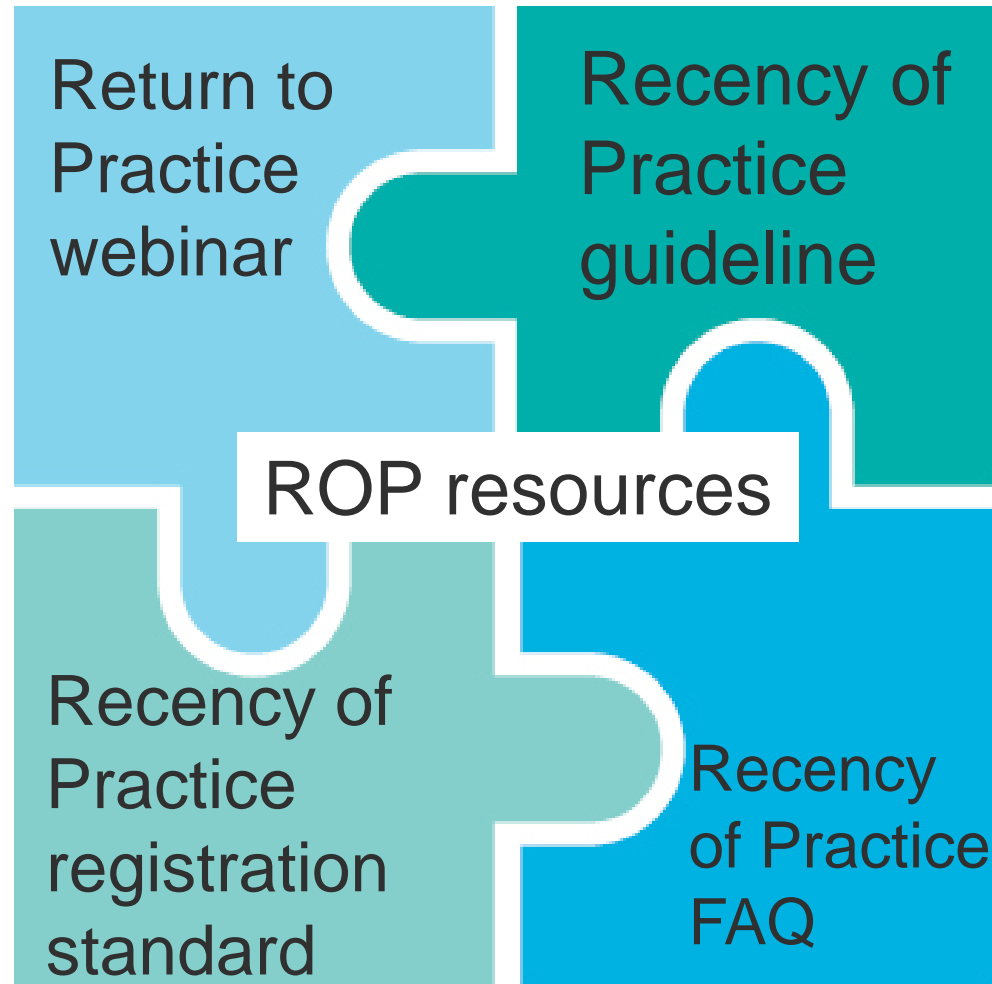 Return to
Practice
webinar
Recency of
Practice
guideline
ROP resources
Recency of
Practice
registration
standard
Recency
of Practice
FAQ